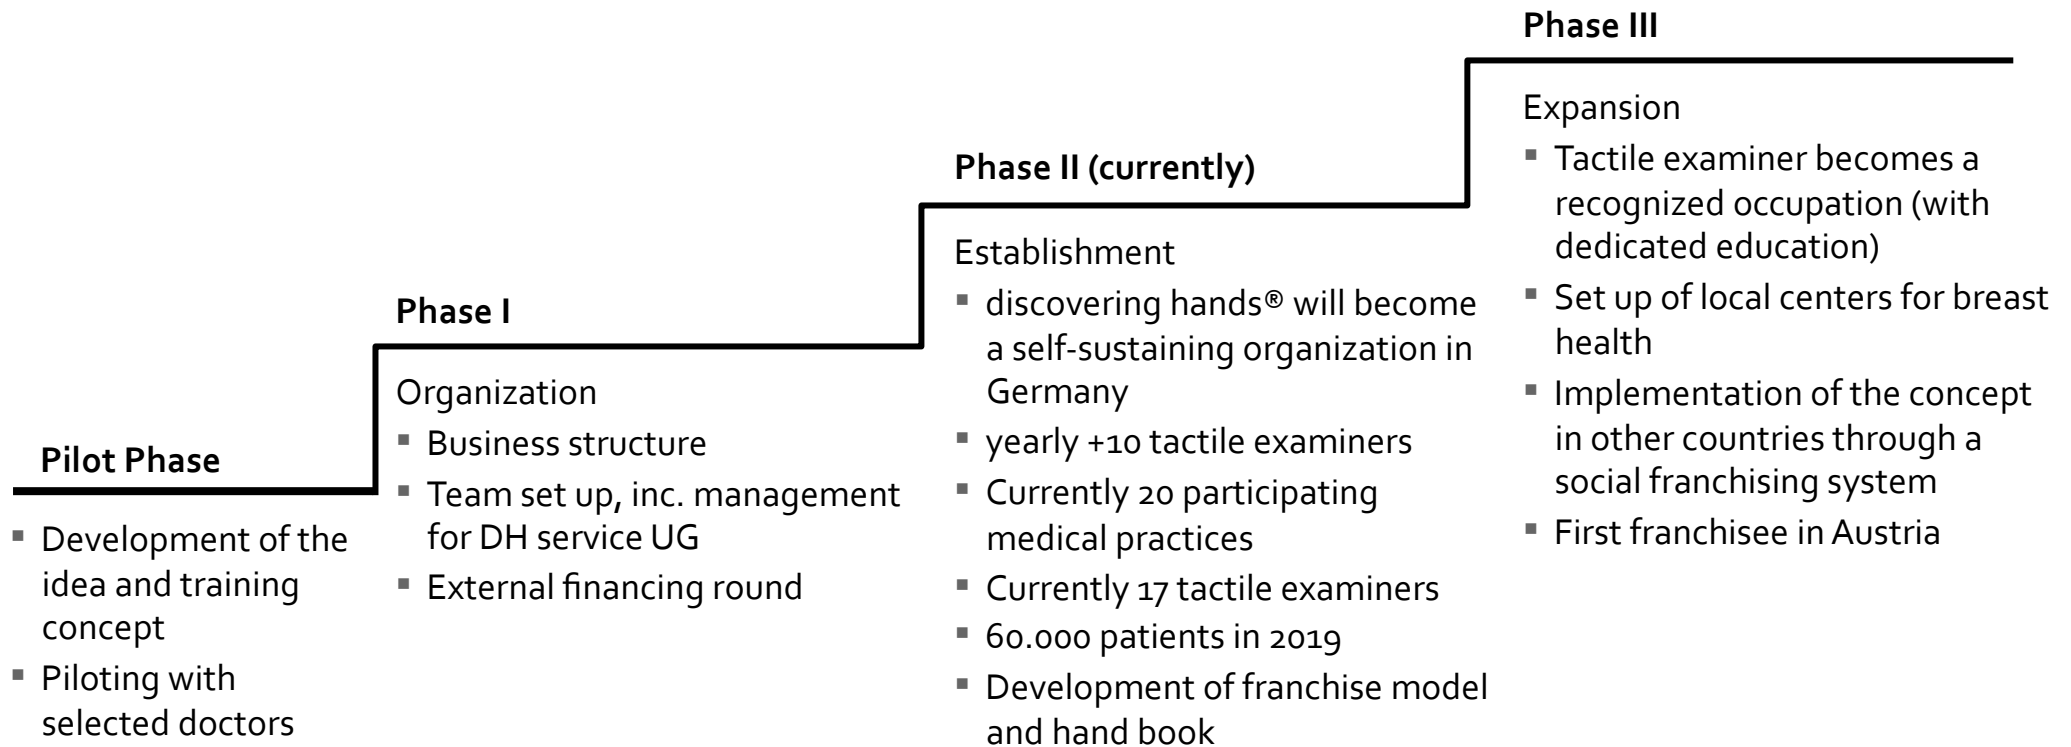 Pilot Phase
▪ Development of the
idea and training
concept
▪ Piloting with
selected doctors
Phase I
Organization
▪ Business structure
▪ Team set up, inc. management
for DH service UG
▪ External financing round
Phase II (currently)
Establishment
▪ discovering hands® will become
a self-sustaining organization in
Germany
▪ yearly +10 tactile examiners
▪ Currently 20 participating
medical practices
▪ Currently 17 tactile examiners
▪ 60.000 patients in 2019
▪ Development of franchise model
and hand book
Phase III
Expansion
▪ Tactile examiner becomes a
recognized occupation (with
dedicated education)
▪ Set up of local centers for breast
health
▪ Implementation of the concept
in other countries through a
social franchising system
▪ First franchisee in Austria